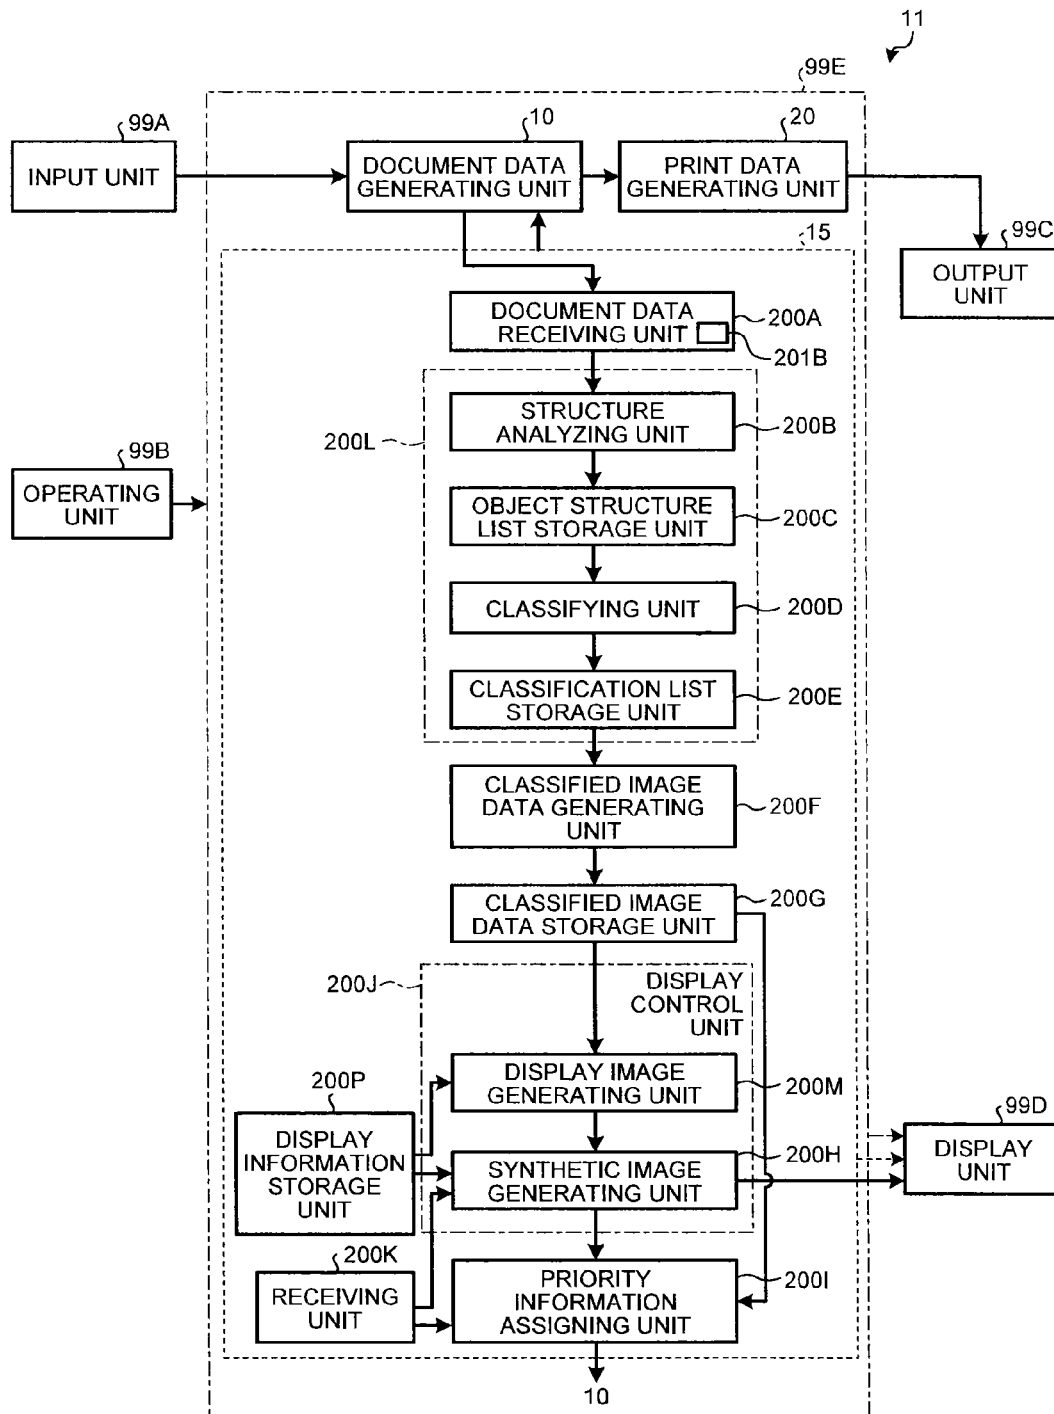 11
99E
99A
10
20
INPUT UNIT
DOCUMENT DATA
GENERATING UNIT
PRINT DATA
GENERATING UNIT
15
99C
OUTPUT
UNIT
DOCUMENT DATA
RECEIVING UNIT
200A
201B
STRUCTURE
ANALYZING UNIT
200B
200L
99B
OPERATING
UNIT
OBJECT STRUCTURE
LIST STORAGE UNIT
200C
CLASSIFYING UNIT
200D
CLASSIFICATION LIST
STORAGE UNIT
200E
CLASSIFIED IMAGE
DATA GENERATING
UNIT
200F
CLASSIFIED IMAGE
DATA STORAGE UNIT
200G
200J
DISPLAY
CONTROL
UNIT
200P
DISPLAY IMAGE
GENERATING UNIT
200M
99D
DISPLAY
INFORMATION
STORAGE
UNIT
SYNTHETIC IMAGE
GENERATING UNIT
200H
DISPLAY
UNIT
200K
RECEIVING
UNIT
PRIORITY
INFORMATION
ASSIGNING UNIT
200I
10